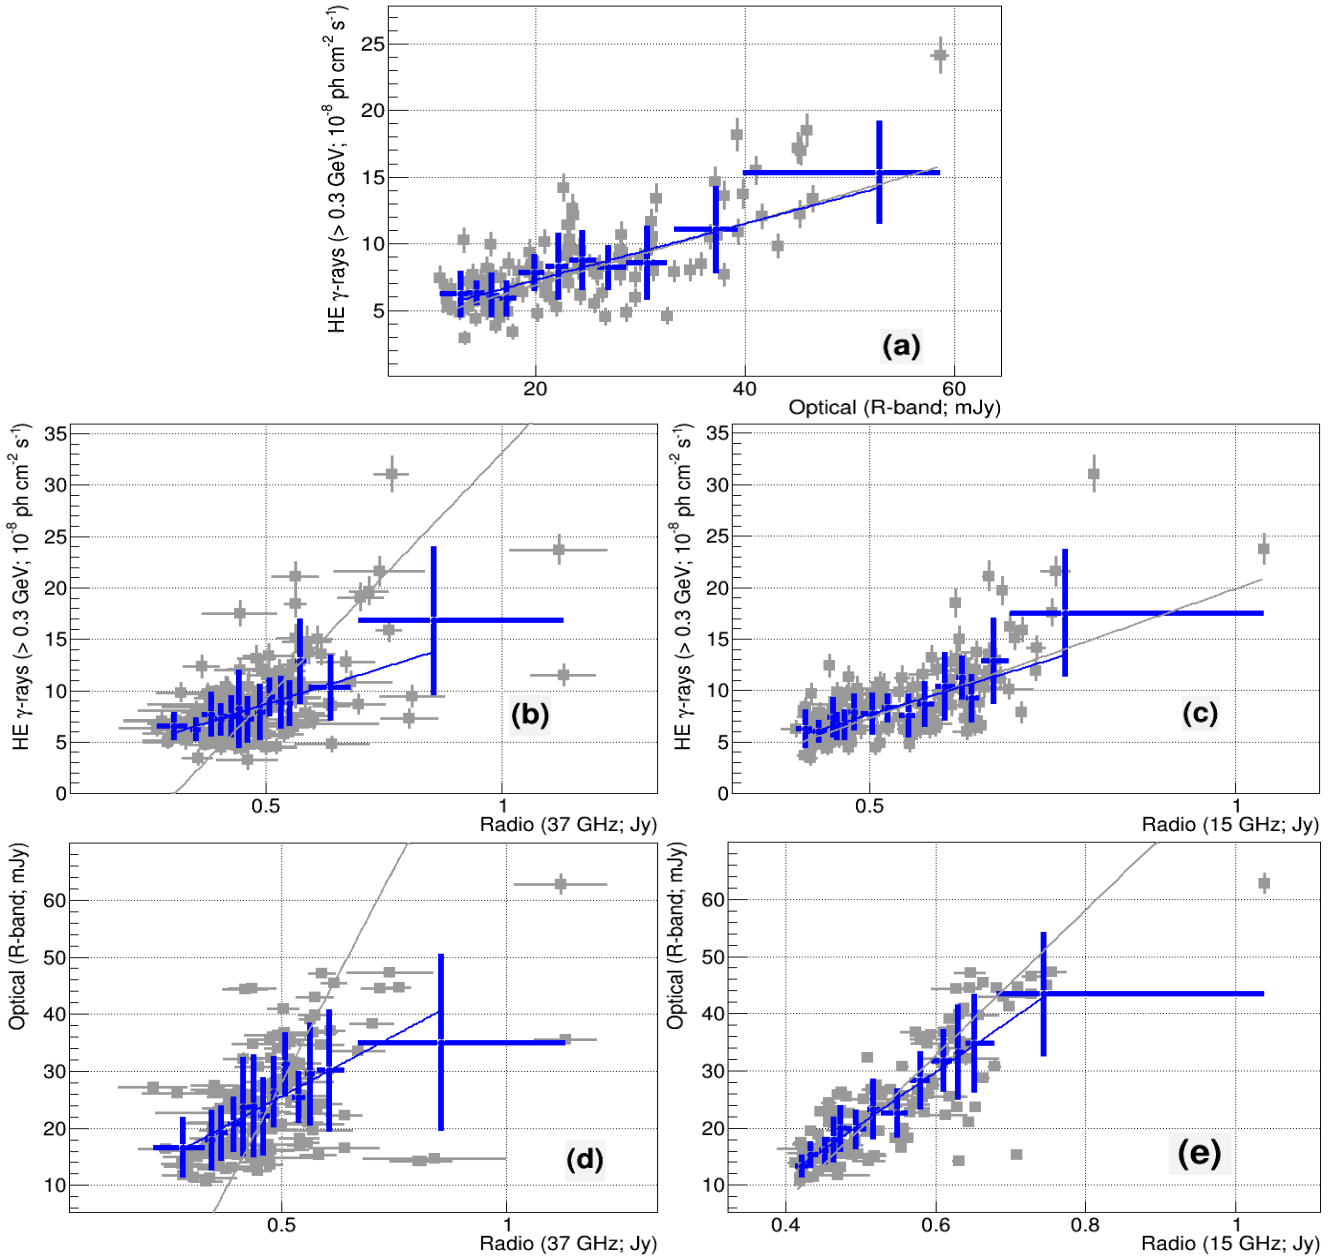 HE γ-rays (> 0.3 GeV; 10⁻⁸ ph cm⁻² s⁻¹)
25
20
15
10
5
(a)
20 40 60
Optical (R-band; mJy)
HE γ-rays (> 0.3 GeV; 10⁻⁸ ph cm⁻² s⁻¹)
35
30
25
20
15
10
5
0
(b)
0.5 1
Radio (37 GHz; Jy)
HE γ-rays (> 0.3 GeV; 10⁻⁸ ph cm⁻² s⁻¹)
35
30
25
20
15
10
5
0
(c)
0.5 1
Radio (15 GHz; Jy)
Optical (R-band; mJy)
60
50
40
30
20
10
(d)
0.5 1
Radio (37 GHz; Jy)
Optical (R-band; mJy)
60
50
40
30
20
10
(e)
0.4 0.6 0.8 1
Radio (15 GHz; Jy)